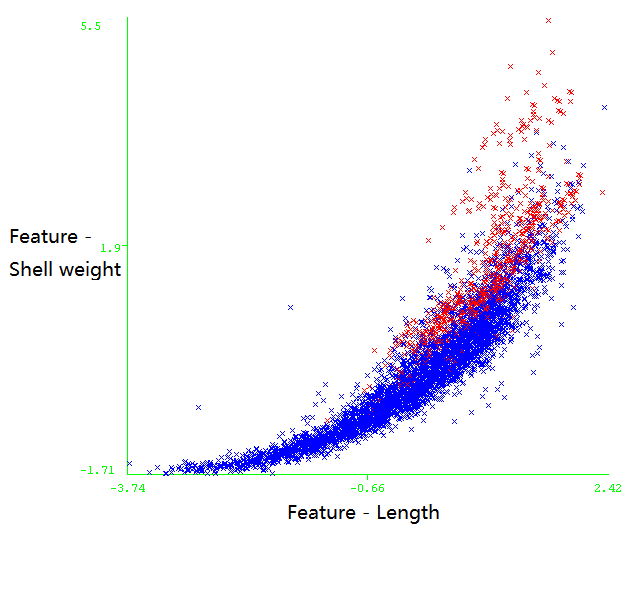 5.5
Feature -
1.9
Shell weight
-1.71
-3.74
-0.66
2.42
Feature - Length